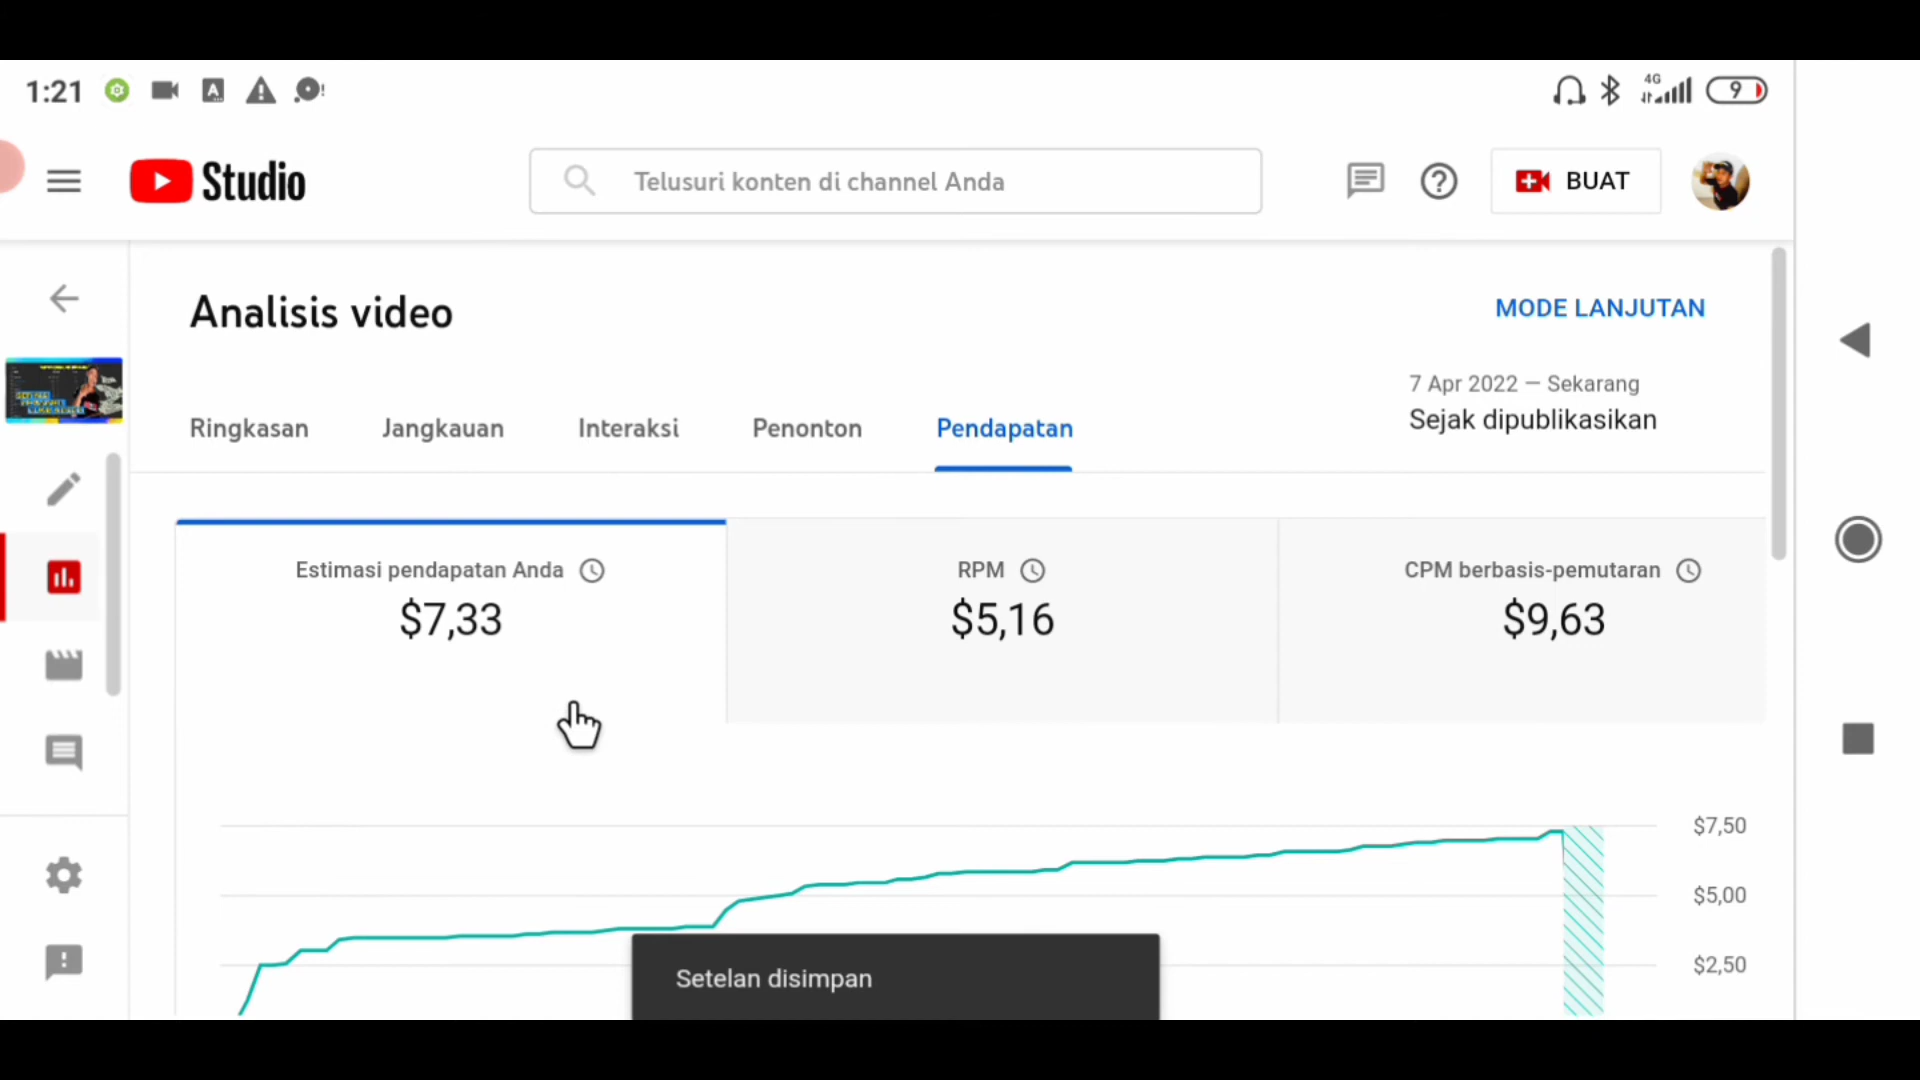 1:21
4G
9
Studio
Telusuri konten di channel Anda
BUAT
Analisis video
MODE LANJUTAN
7 Apr 2022 – Sekarang
Sejak dipublikasikan
Ringkasan
Jangkauan
Interaksi
Penonton
Pendapatan
Estimasi pendapatan Anda
$7,33
RPM
$5,16
CPM berbasis-pemutaran
$9,63
$7,50
$5,00
$2,50
Setelan disimpan